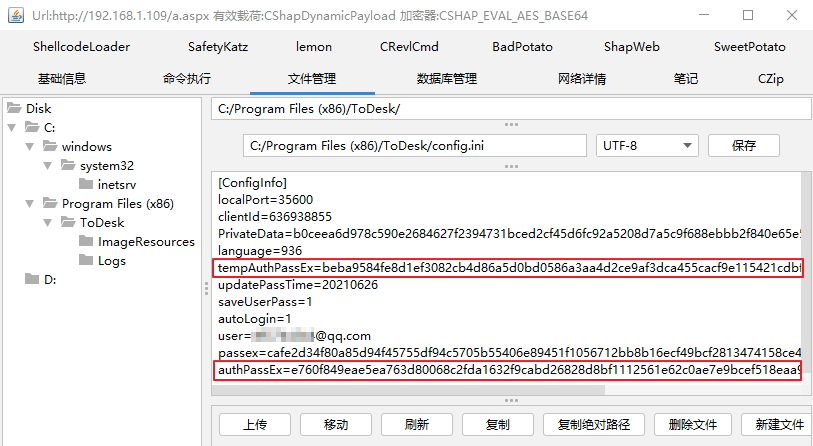 Url:http://192.168.1.109/a.aspx 有效载荷:CShapDynamicPayload 加密器:CSHAP_EVAL_AES_BASE64
ShellcodeLoader SafetyKatz lemon CRevlCmd BadPotato ShapWeb SweetPotato
基础信息 命令执行 文件管理 数据库管理 网络详情 笔记 CZip
Disk
C:
windows
system32
inetsrv
Program Files (x86)
ToDesk
ImageResources
Logs
D:
C:/Program Files (x86)/ToDesk/
C:/Program Files (x86)/ToDesk/config.ini UTF-8 保存
[ConfigInfo]
localPort=35600
clientId=636938855
PrivateData=b0ceea6d978c590e2684627f2394731bced2cf45d6fc92a5208d7a5c9f688ebbb2f840e65e5
language=936
tempAuthPassEx=beba9584fe8d1ef3082cb4d86a5d0bd0586a3aa4d2ce9af3dca455cacf9e115421cdbf
updatePassTime=20210626
saveUserPass=1
autoLogin=1
user= @qq.com
passex=cafe2d34f80a85d94f45755df94c5705b55406e89451f1056712bb8b16ecf49bcf2813474158ce4
authPassEx=e760f849eae5ea763d80068c2fda1632f9cabd26828d8bf1112561e62c0ae7e9bcef518eaa9
上传 移动 刷新 复制 复制绝对路径 删除文件 新建文件